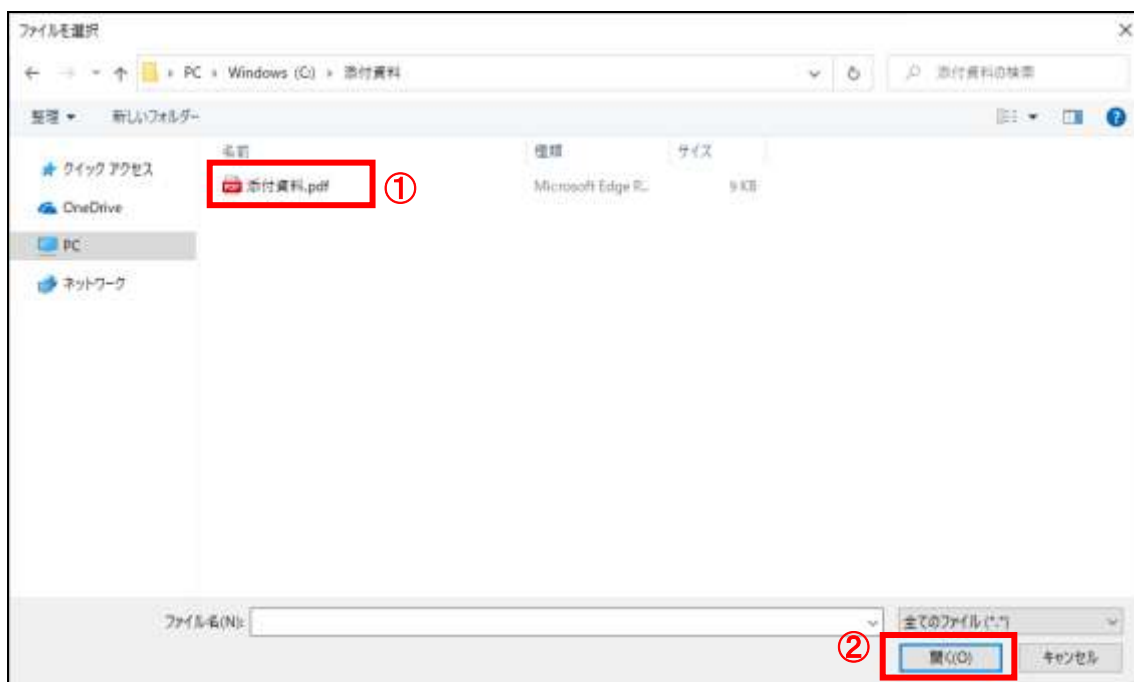 ファイルを選択
PC › Windows (C:) › 添付資料
添付資料の検索
整理 新しいフォルダー
名前 種類 サイズ
クイック アクセス
添付資料.pdf ① Microsoft Edge P... 9 KB
OneDrive
PC
ネットワーク
ファイル名(N):
全てのファイル (*.*)
② 開く(O) キャンセル